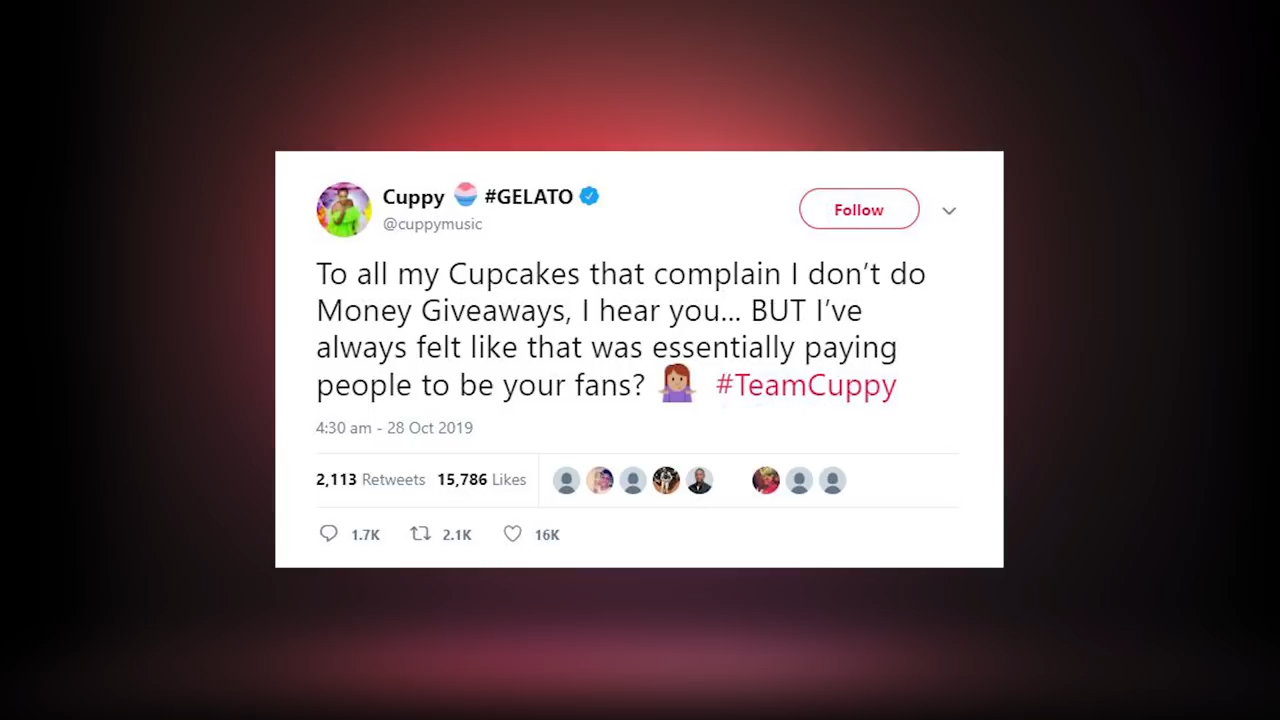 Cuppy #GELATO
@cuppymusic
Follow
To all my Cupcakes that complain I don’t do
Money Giveaways, I hear you... BUT I’ve
always felt like that was essentially paying
people to be your fans? #TeamCuppy
4:30 am - 28 Oct 2019
2,113 Retweets 15,786 Likes
1.7K 2.1K 16K